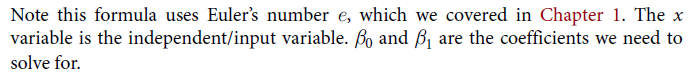 Note this formula uses Euler’s number e, which we covered in Chapter 1. The x
variable is the independent/input variable. β₀ and β₁ are the coefficients we need to
solve for.